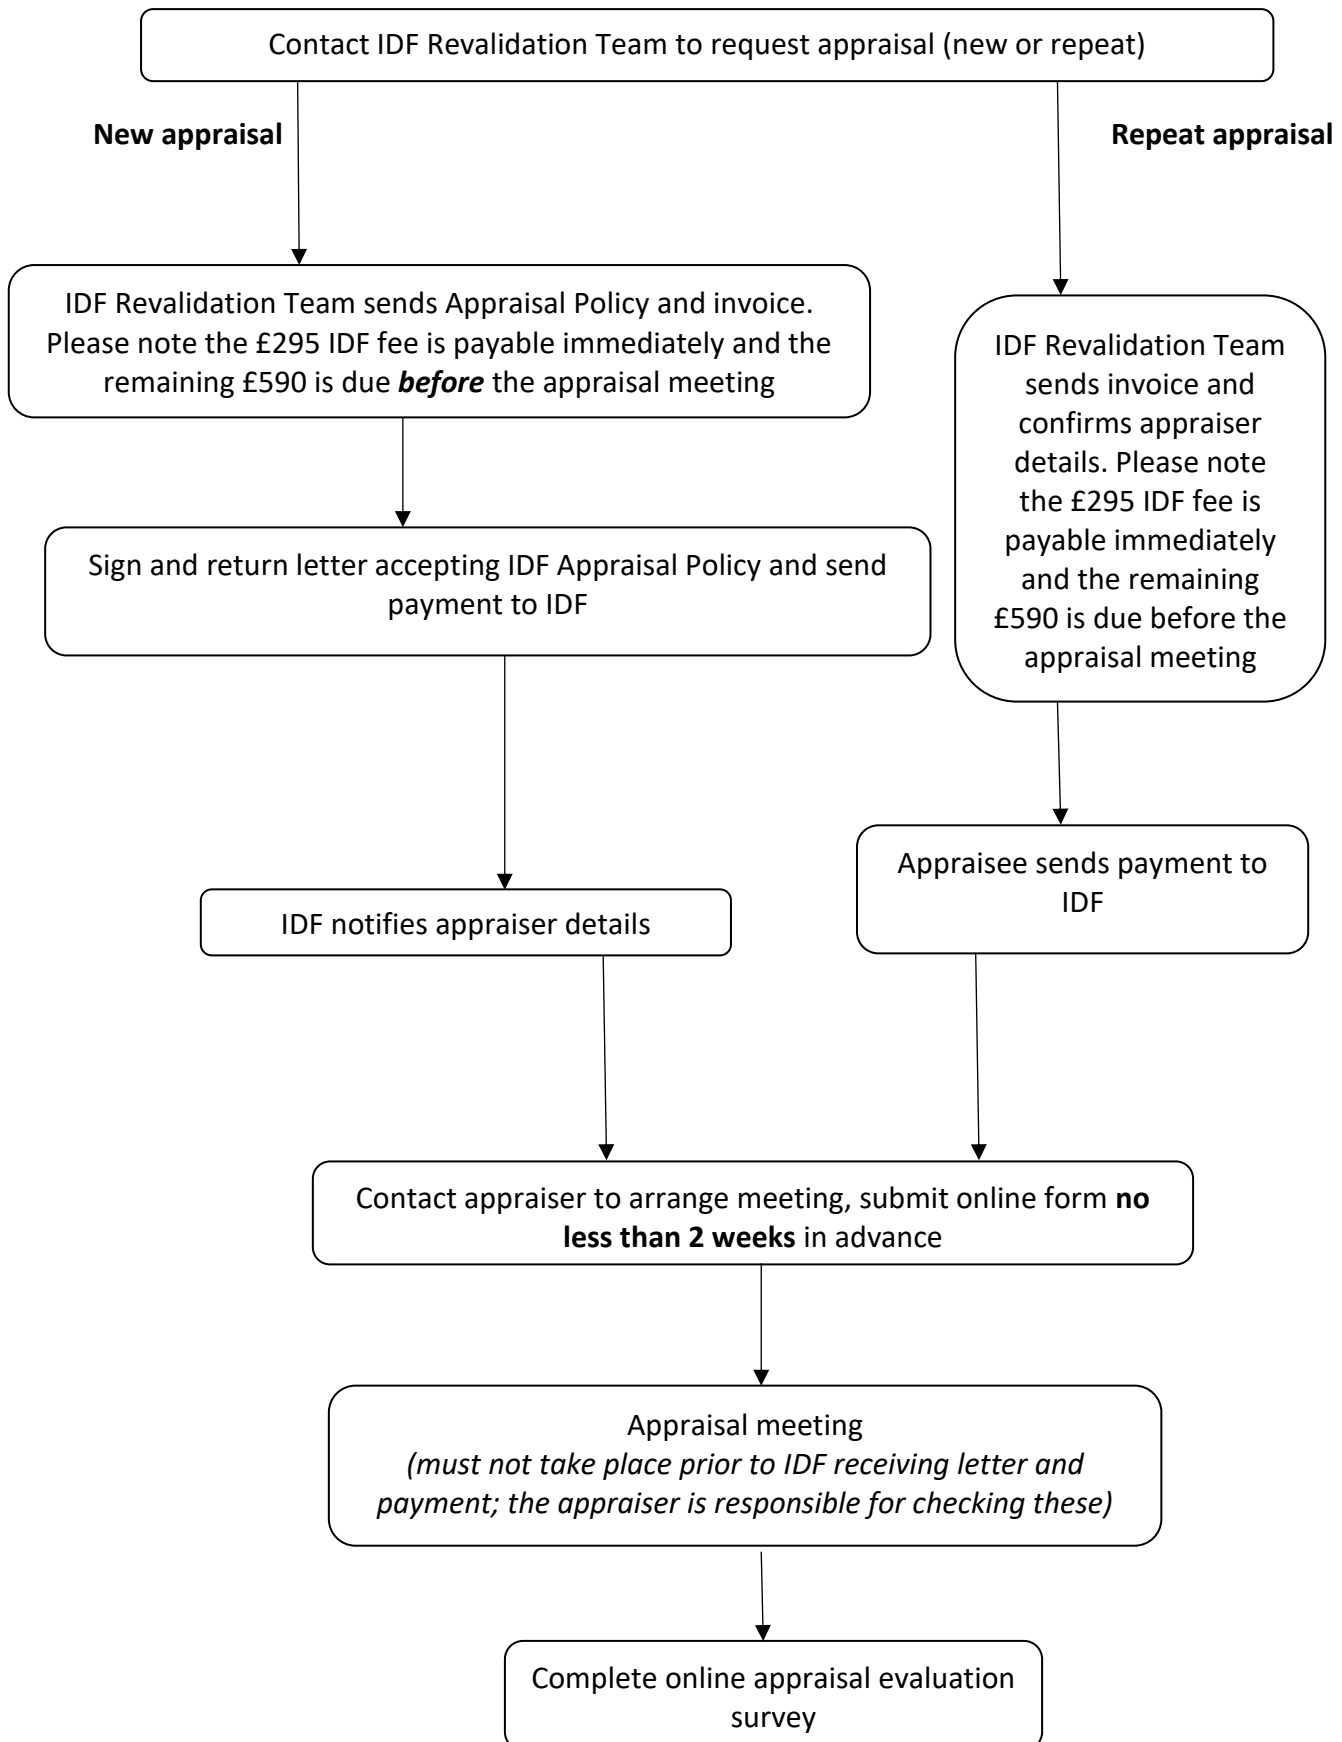 Contact IDF Revalidation Team to request appraisal (new or repeat)
New appraisal
Repeat appraisal
IDF Revalidation Team sends Appraisal Policy and invoice.
Please note the £295 IDF fee is payable immediately and the
remaining £590 is due before the appraisal meeting
IDF Revalidation Team
sends invoice and
confirms appraiser
details. Please note
the £295 IDF fee is
payable immediately
and the remaining
£590 is due before the
appraisal meeting
Sign and return letter accepting IDF Appraisal Policy and send
payment to IDF
Appraisee sends payment to
IDF
IDF notifies appraiser details
Contact appraiser to arrange meeting, submit online form no
less than 2 weeks in advance
Appraisal meeting
(must not take place prior to IDF receiving letter and
payment; the appraiser is responsible for checking these)
Complete online appraisal evaluation
survey